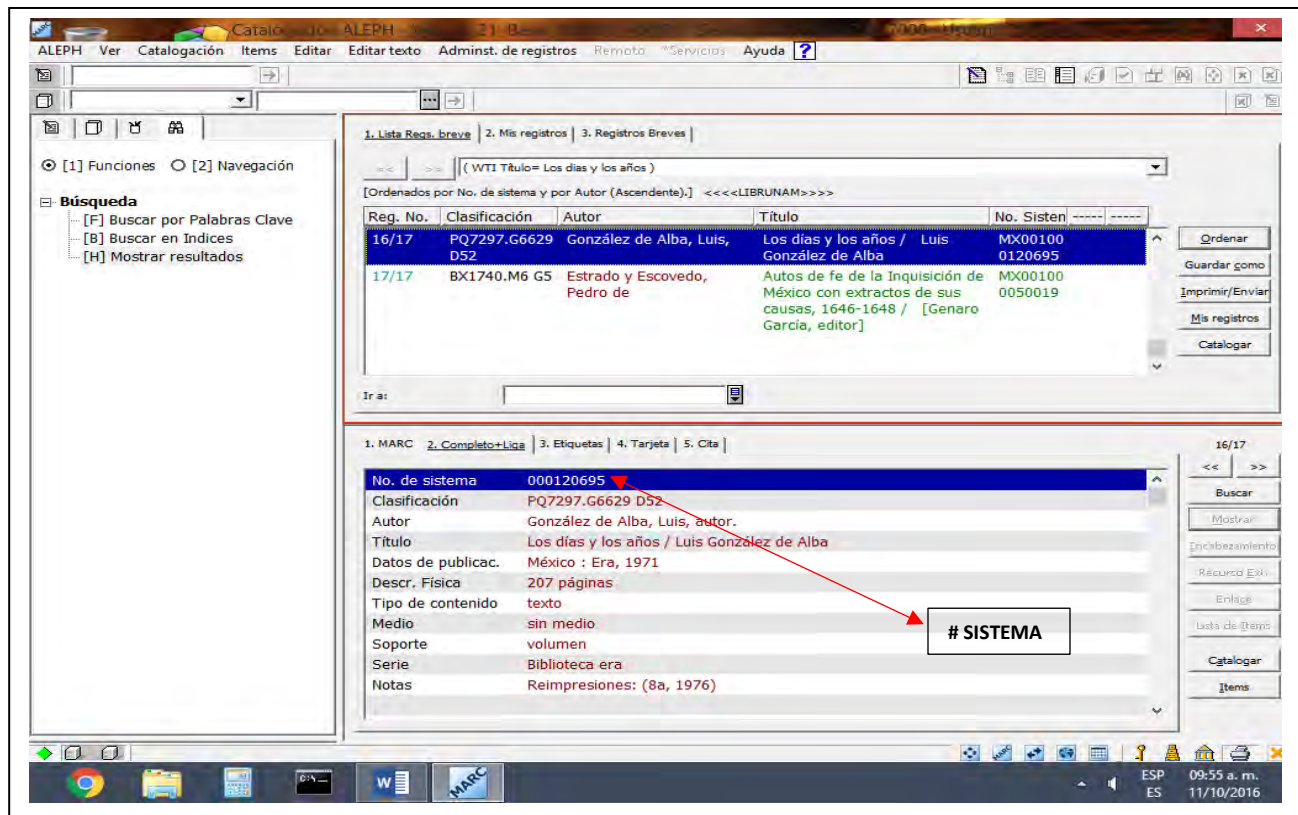 ALEPH
ALEPH Ver Catalogación Items Editar Editar texto Adminst. de registros Remoto *Servicios Ayuda ?
[1] Funciones [2] Navegación
Búsqueda
[F] Buscar por Palabras Clave
[B] Buscar en Indices
[H] Mostrar resultados
1. Lista Regs. breve 2. Mis registros 3. Registros Breves
<< >> ( WTI Título= Los dias y los años )
[Ordenados por No. de sistema y por Autor (Ascendente).] <<<<LIBRUNAM>>>>
Reg. No. Clasificación Autor Título No. Sisten ----- -----
16/17 PQ7297.G6629 González de Alba, Luis, Los días y los años / Luis MX00100
D52 González de Alba 0120695
17/17 BX1740.M6 G5 Estrado y Escovedo, Autos de fe de la Inquisición de MX00100
Pedro de México con extractos de sus 0050019
causas, 1646-1648 / [Genaro
García, editor]
Ordenar
Guardar como
Imprimir/Enviar
Mis registros
Catalogar
Ir a:
1. MARC 2. Completo+Liga 3. Etiquetas 4. Tarjeta 5. Cita
16/17
<< >>
No. de sistema 000120695
Clasificación PQ7297.G6629 D52
Autor González de Alba, Luis, autor.
Título Los días y los años / Luis González de Alba
Datos de publicac. México : Era, 1971
Descr. Física 207 páginas
Tipo de contenido texto
Medio sin medio
Soporte volumen
Serie Biblioteca era
Notas Reimpresiones: (8a, 1976)
# SISTEMA
Buscar
Mostrar
Encabezamiento
Enlace
Lista de Items
Catalogar
Items
MARC
ESP 09:55 a. m.
ES 11/10/2016